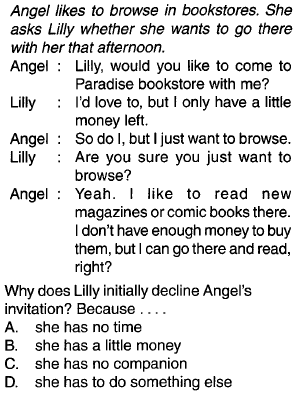 Angel likes to browse in bookstores. She
asks Lilly whether she wants to go there
with her that afternoon.
Angel : Lilly, would you like to come to
Paradise bookstore with me?
Lilly : I'd love to, but I only have a little
money left.
Angel : So do I, but I just want to browse.
Lilly : Are you sure you just want to
browse?
Angel : Yeah. I like to read new
magazines or comic books there.
I don't have enough money to buy
them, but I can go there and read,
right?
Why does Lilly initially decline Angel's
invitation? Because . . . .
A. she has no time
B. she has a little money
C. she has no companion
D. she has to do something else